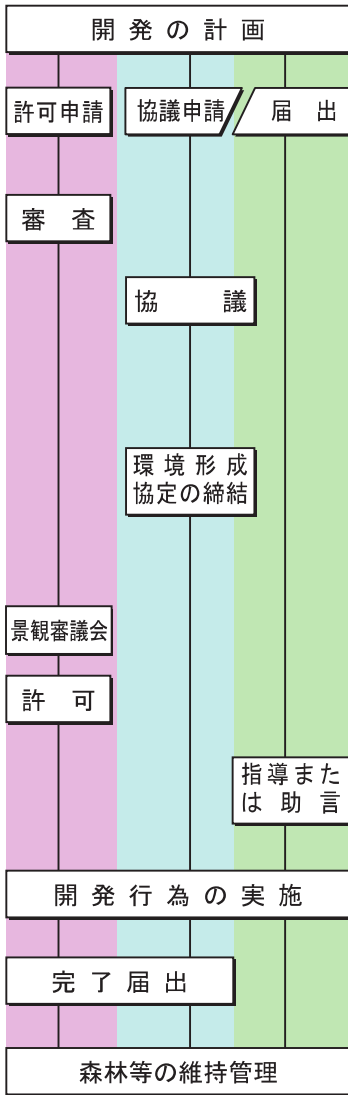 開発の計画
許可申請
協議申請
届出
審査
協議
環境形成
協定の締結
景観審議会
許可
指導また
は助言
開発行為の実施
完了届出
森林等の維持管理